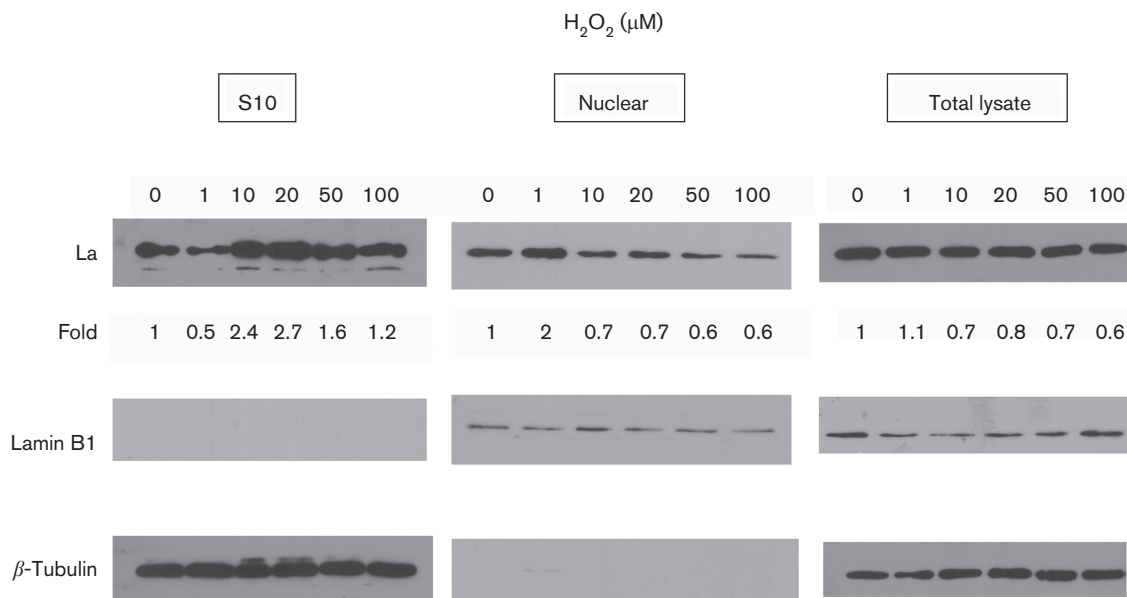 H2O2 (μM)
S10 Nuclear Total lysate
0 1 10 20 50 100 0 1 10 20 50 100 0 1 10 20 50 100
La
Fold 1 0.5 2.4 2.7 1.6 1.2 1 2 0.7 0.7 0.6 0.6 1 1.1 0.7 0.8 0.7 0.6
Lamin B1
β-Tubulin